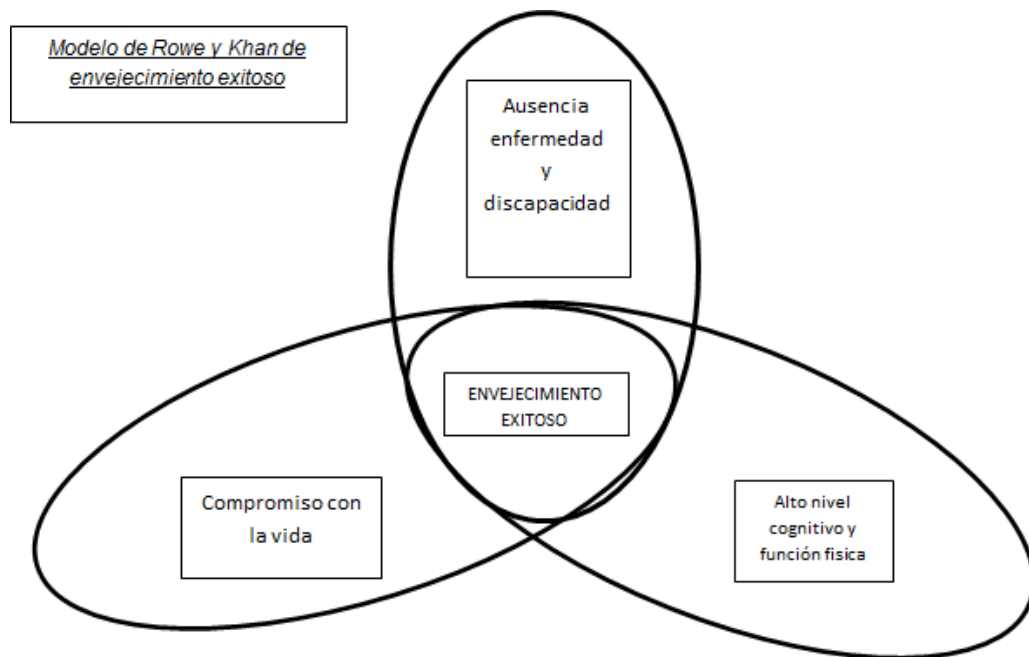 Modelo de Rowe y Khan de
envejecimiento exitoso
Ausencia
enfermedad
y
discapacidad
ENVEJECIMIENTO
EXITOSO
Compromiso con
la vida
Alto nivel
cognitivo y
función fisica